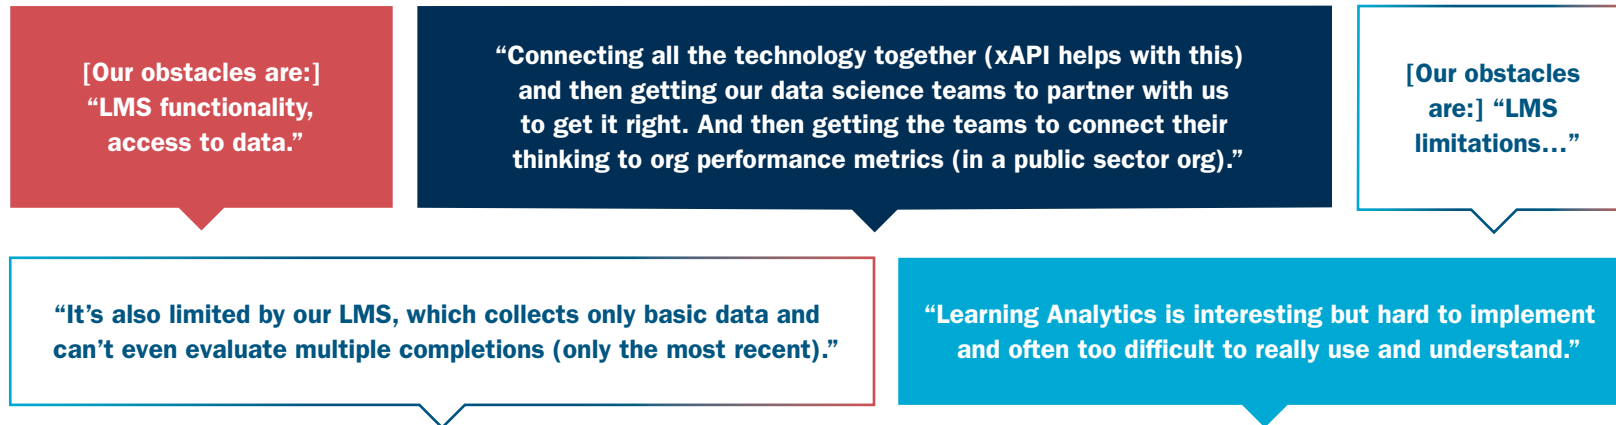 [Our obstacles are:]
“LMS functionality,
access to data.”
“Connecting all the technology together (xAPI helps with this)
and then getting our data science teams to partner with us
to get it right. And then getting the teams to connect their
thinking to org performance metrics (in a public sector org).”
[Our obstacles
are:] “LMS
limitations…”
“It’s also limited by our LMS, which collects only basic data and
can’t even evaluate multiple completions (only the most recent).”
“Learning Analytics is interesting but hard to implement
and often too difficult to really use and understand.”